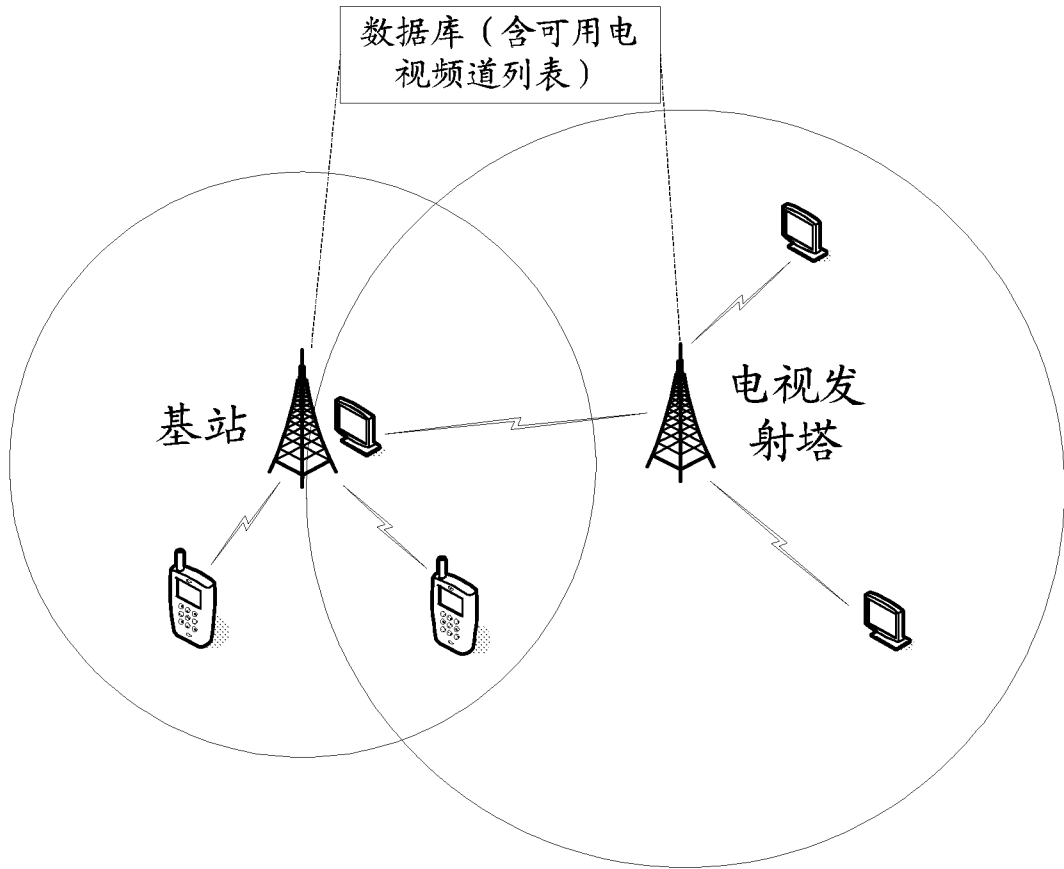 数据库（含可用电
视频道列表）
基站
电视发
射塔